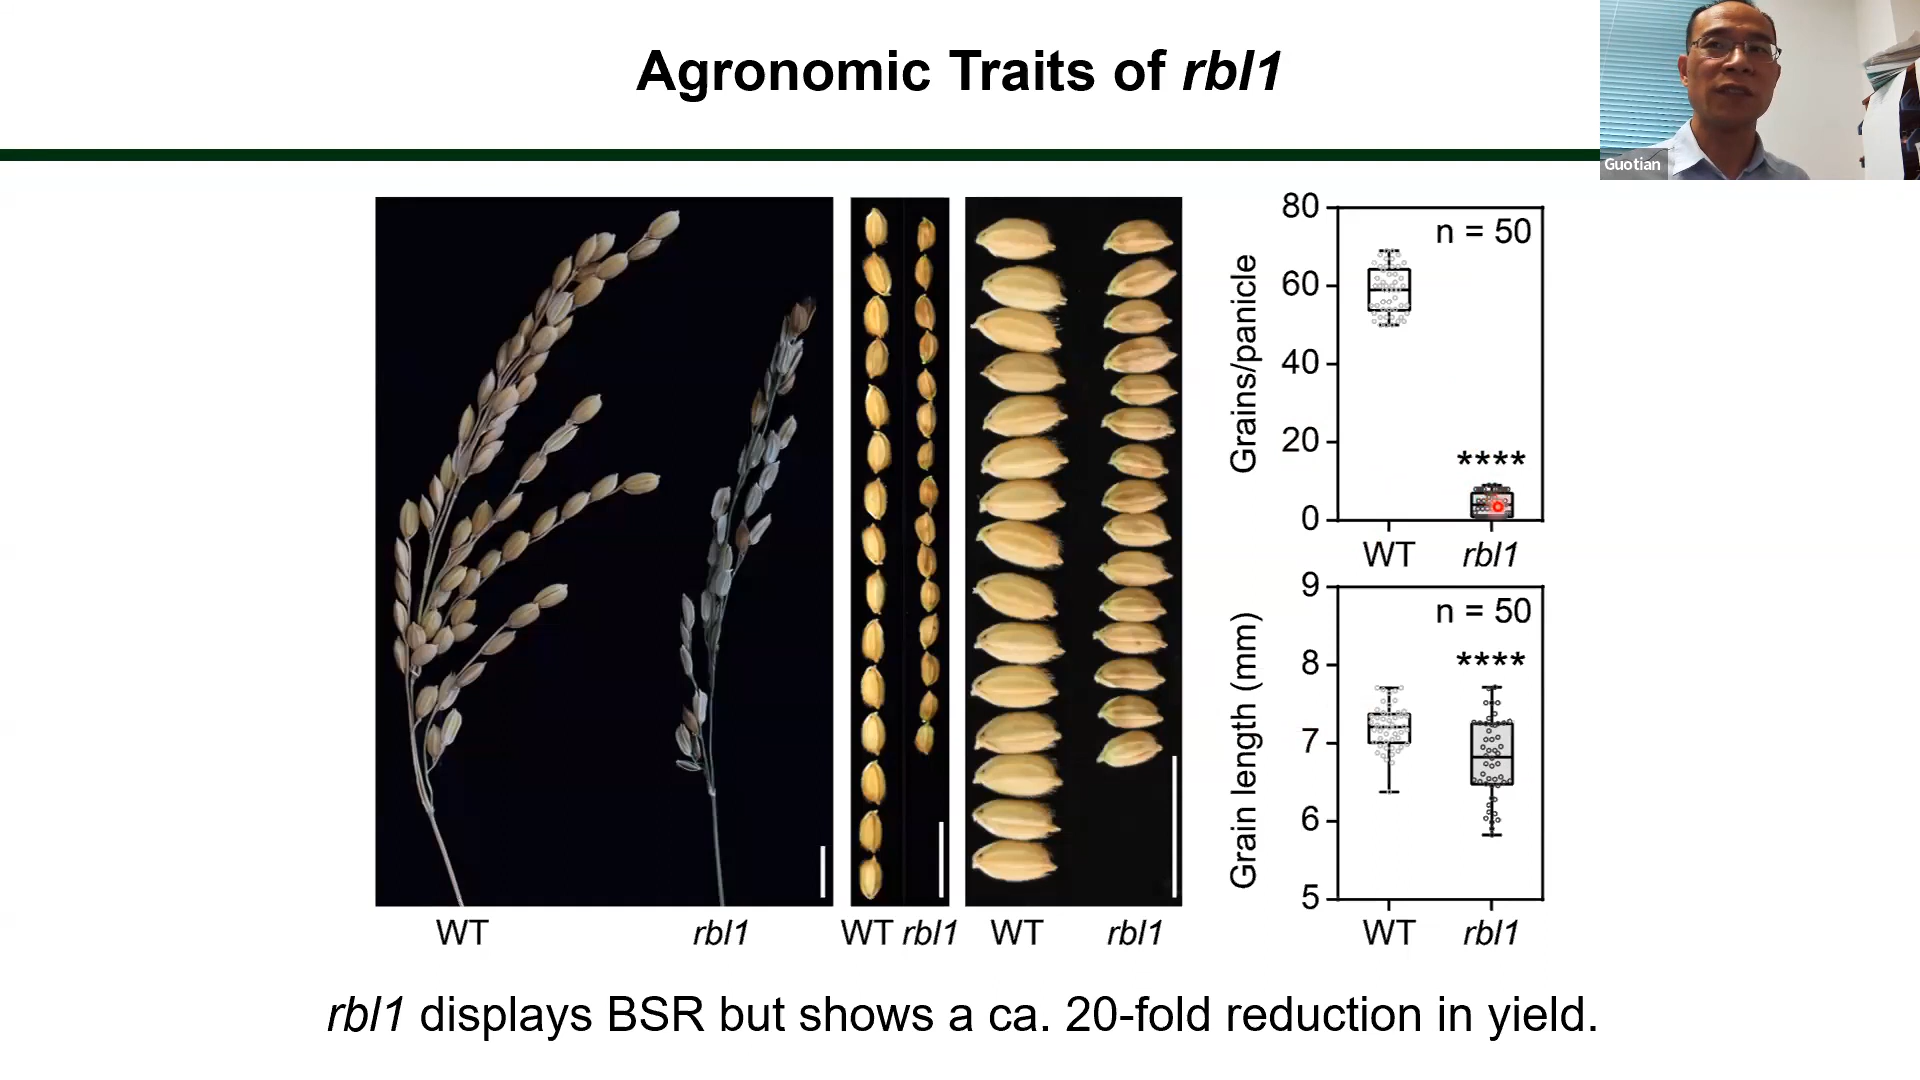 Agronomic Traits of rbl1
Guotian
WT
rbl1
WT rbl1
WT
rbl1
Grains/panicle
80
60
40
20
0
n = 50
****
WT
rbl1
Grain length (mm)
9
8
7
6
5
n = 50
****
WT
rbl1
rbl1 displays BSR but shows a ca. 20-fold reduction in yield.